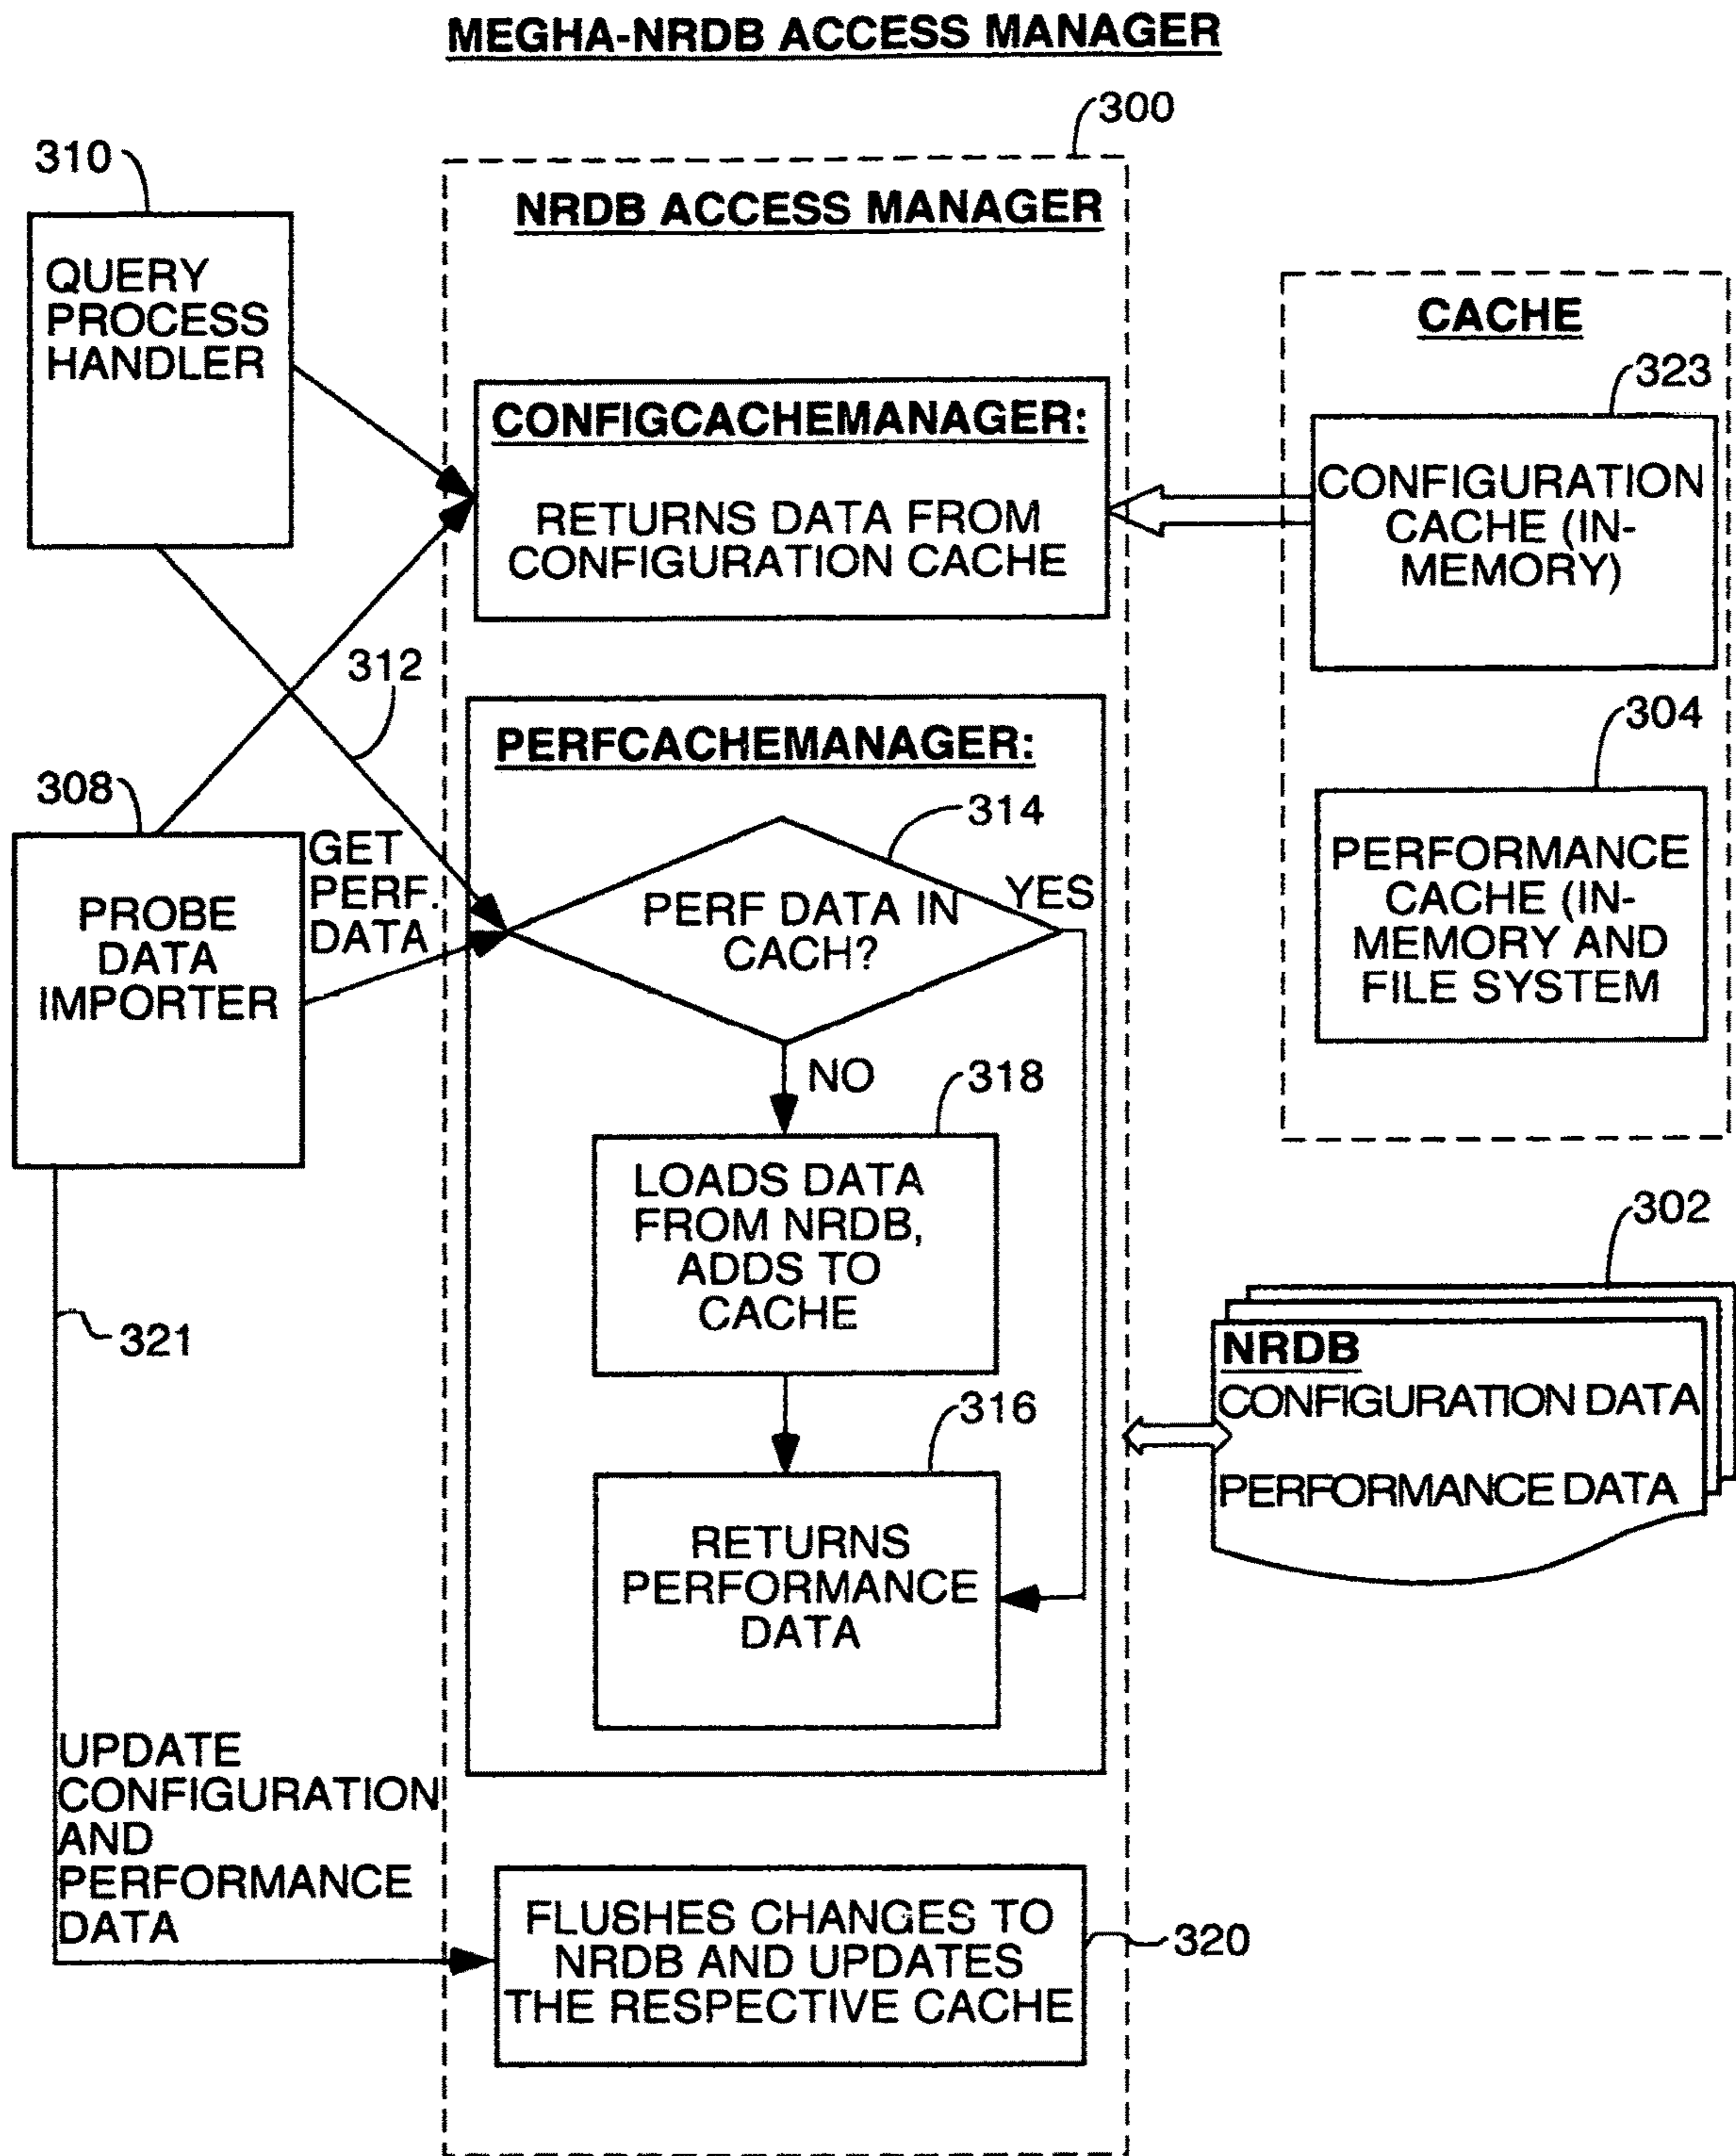 MEGHA-NRDB ACCESS MANAGER
300
310
NRDB ACCESS MANAGER
QUERY
PROCESS
HANDLER
CACHE
323
CONFIGCACHEMANAGER:
RETURNS DATA FROM
CONFIGURATION CACHE
CONFIGURATION
CACHE (IN-
MEMORY)
312
304
PERFCACHEMANAGER:
308
314
GET
PERF.
DATA
PROBE
DATA
IMPORTER
PERF DATA IN
CACH?
YES
PERFORMANCE
CACHE (IN-
MEMORY AND
FILE SYSTEM
NO
318
LOADS DATA
FROM NRDB,
ADDS TO
CACHE
302
321
NRDB
CONFIGURATION DATA
PERFORMANCE DATA
316
RETURNS
PERFORMANCE
DATA
UPDATE
CONFIGURATION
AND
PERFORMANCE
DATA
FLUSHES CHANGES TO
NRDB AND UPDATES
THE RESPECTIVE CACHE
320